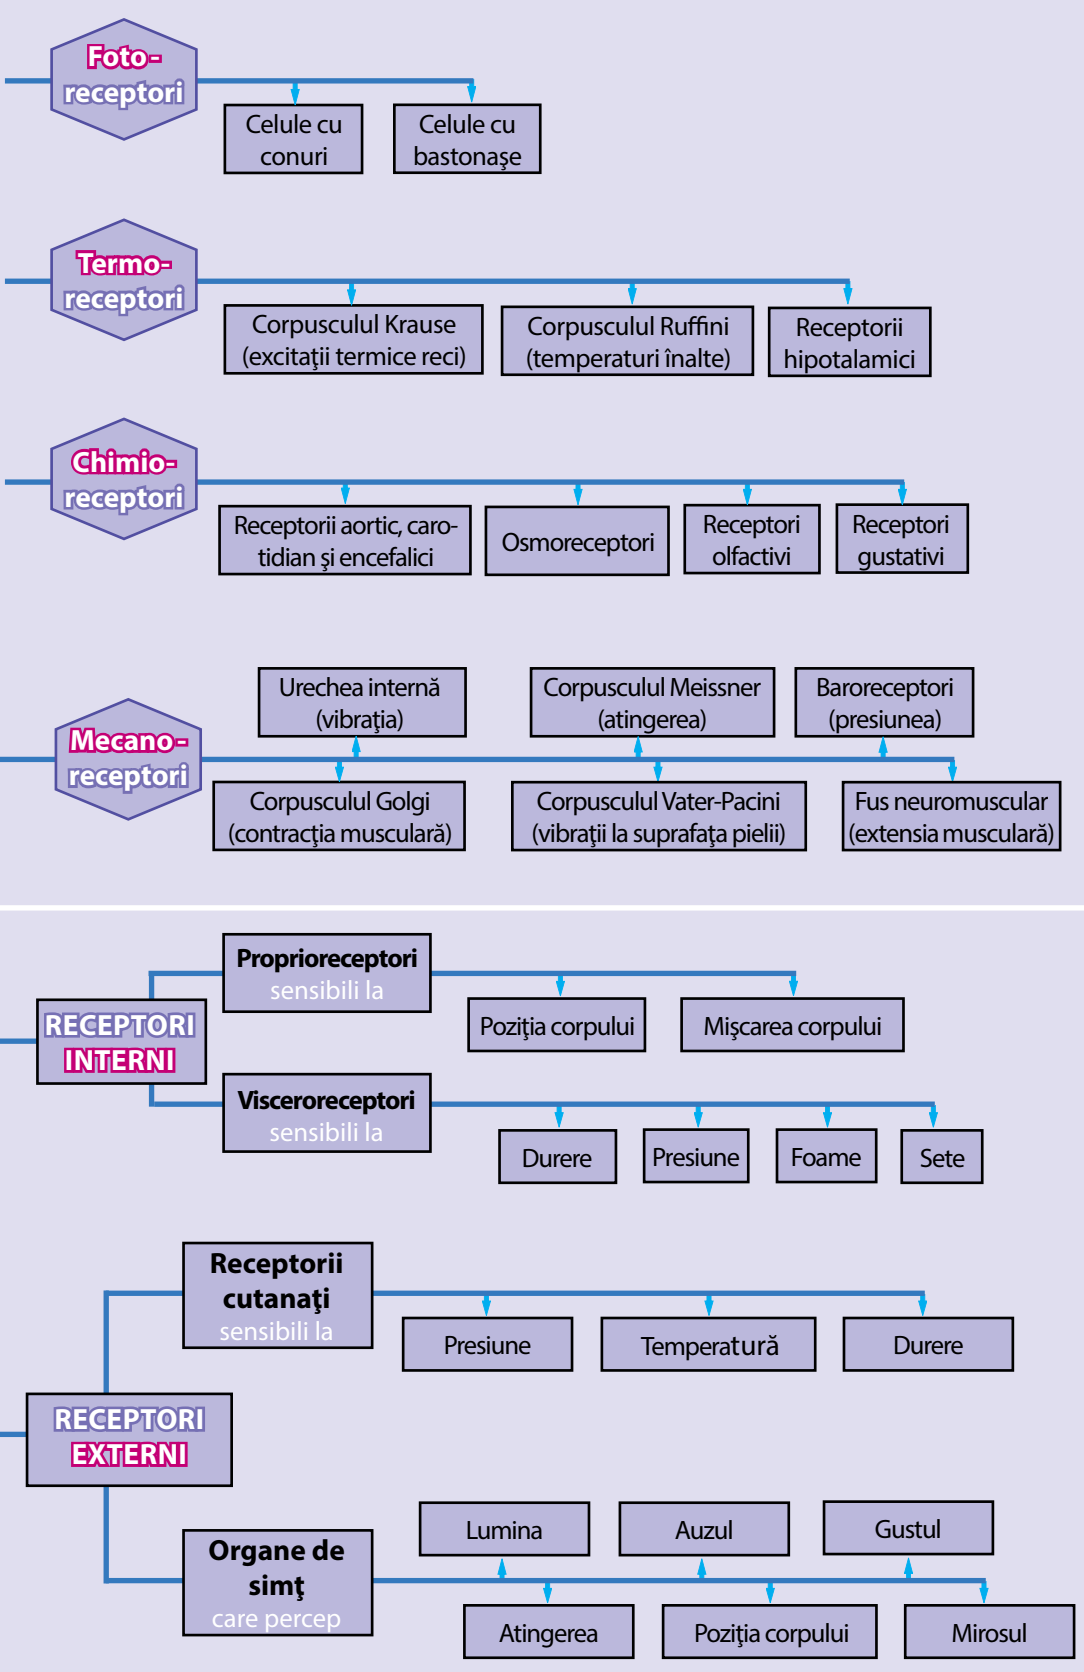 Foto-
receptori
Celule cu
conuri
Celule cu
bastonaşe
Termo-
receptori
Corpusculul Krause
(excitaţii termice reci)
Corpusculul Ruffini
(temperaturi înalte)
Receptorii
hipotalamici
Chimio-
receptori
Receptorii aortic, caro-
tidian şi encefalici
Osmoreceptori
Receptori
olfactivi
Receptori
gustativi
Urechea internă
(vibraţia)
Corpusculul Meissner
(atingerea)
Baroreceptori
(presiunea)
Mecano-
receptori
Corpusculul Golgi
(contracţia musculară)
Corpusculul Vater-Pacini
(vibraţii la suprafaţa pielii)
Fus neuromuscular
(extensia musculară)
Proprioreceptori
sensibili la
Poziţia corpului
Mişcarea corpului
RECEPTORI
INTERNI
Visceroreceptori
sensibili la
Durere
Presiune
Foame
Sete
Receptorii
cutanaţi
sensibili la
Presiune
Temperatură
Durere
RECEPTORI
EXTERNI
Organe de
simţ
care percep
Lumina
Auzul
Gustul
Atingerea
Poziţia corpului
Mirosul